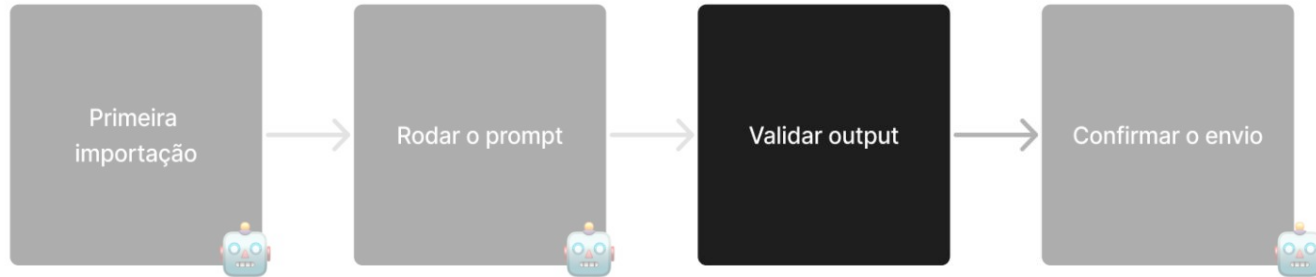 Primeira
importação
Rodar o prompt
Validar output
Confirmar o envio